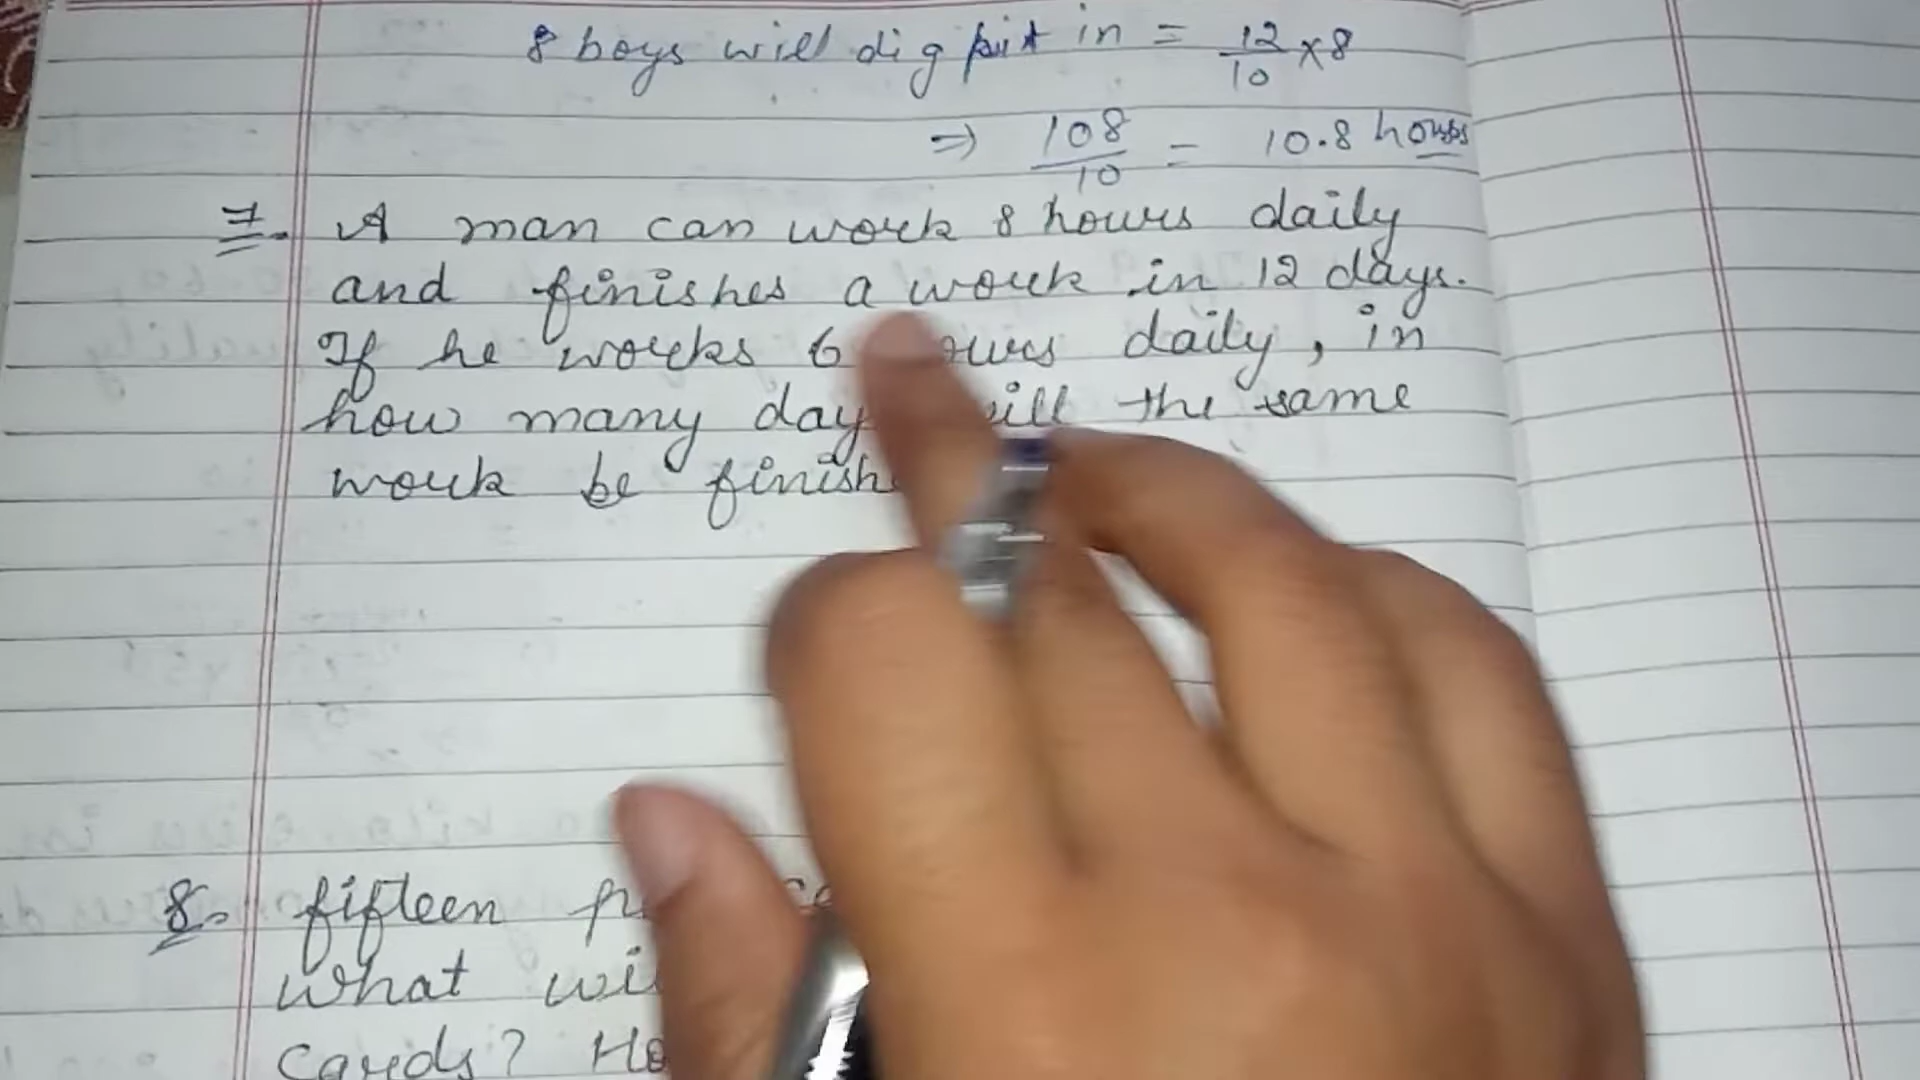 8 boys will dig pit in = 12/10 × 8
⇒ 108/10 = 10.8 hours
7. A man can work 8 hours daily
and finishes a work in 12 days.
If he works 6 daily, in
how many the same
work be
8. fifteen
What
cards?